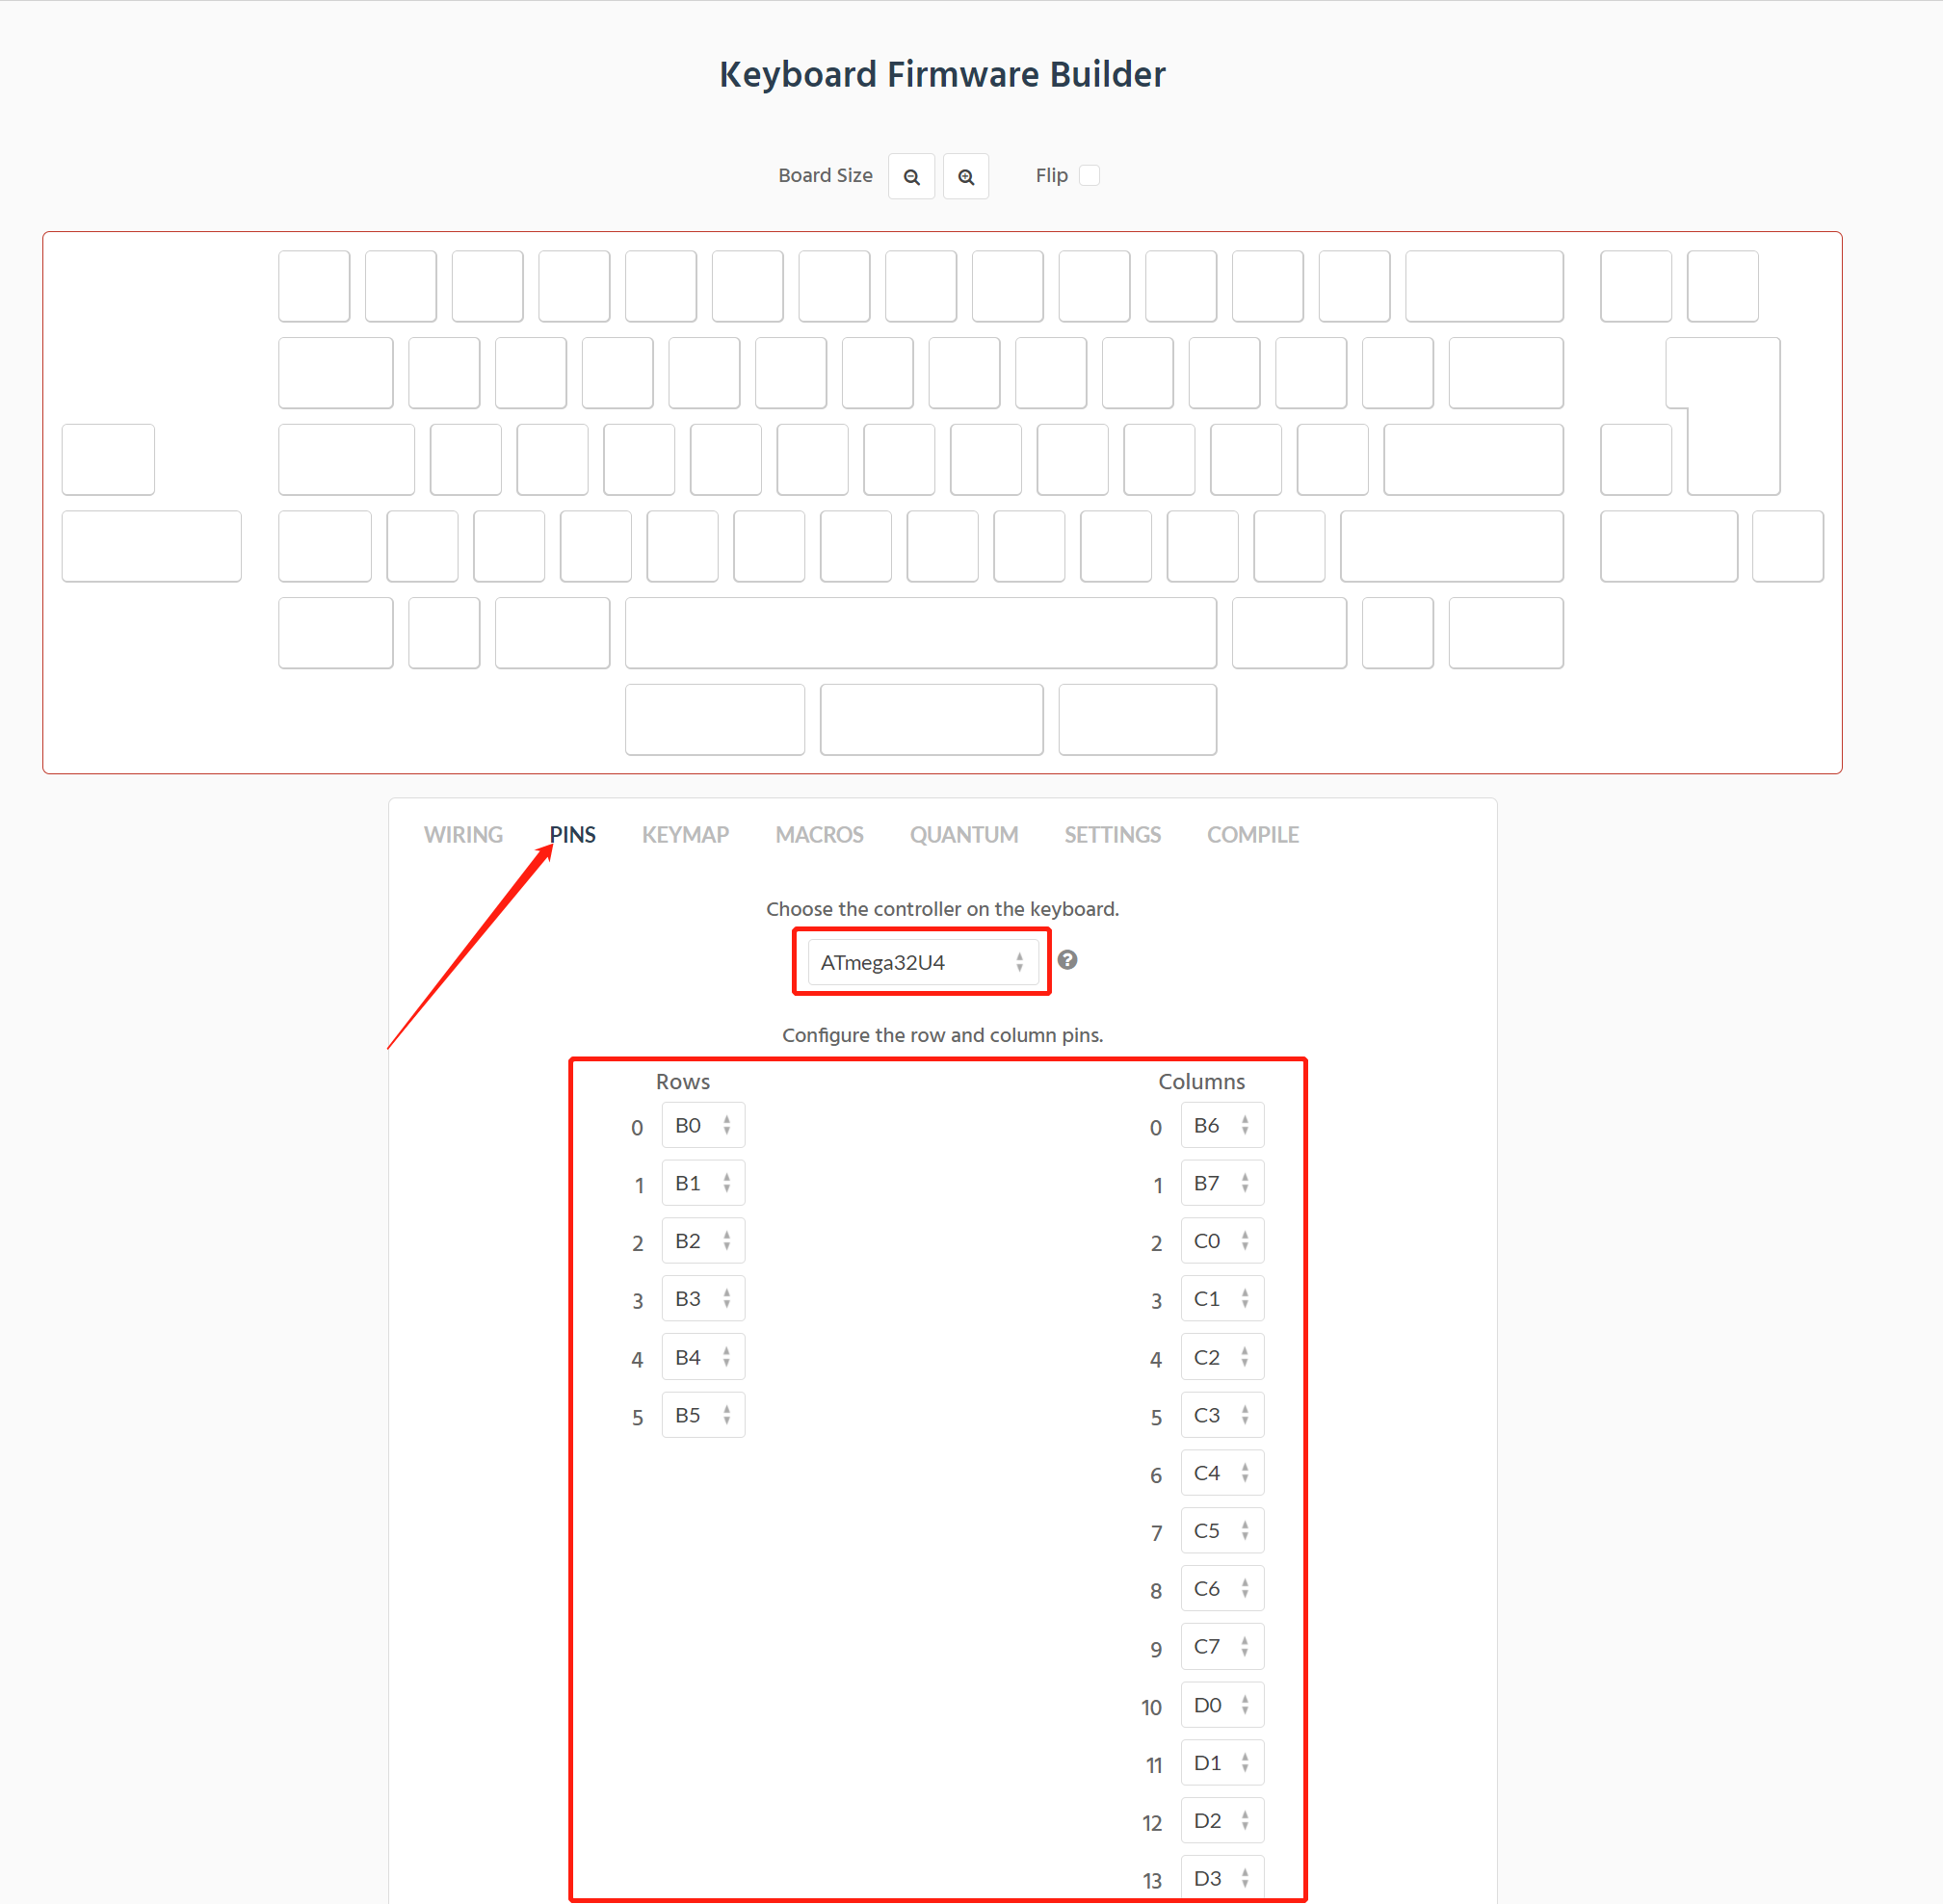 Keyboard Firmware Builder
Board Size Flip
WIRING PINS KEYMAP MACROS QUANTUM SETTINGS COMPILE
Choose the controller on the keyboard.
ATmega32U4
Configure the row and column pins.
Rows Columns
0 B0 0 B6
1 B1 1 B7
2 B2 2 C0
3 B3 3 C1
4 B4 4 C2
5 B5 5 C3
6 C4
7 C5
8 C6
9 C7
10 D0
11 D1
12 D2
13 D3